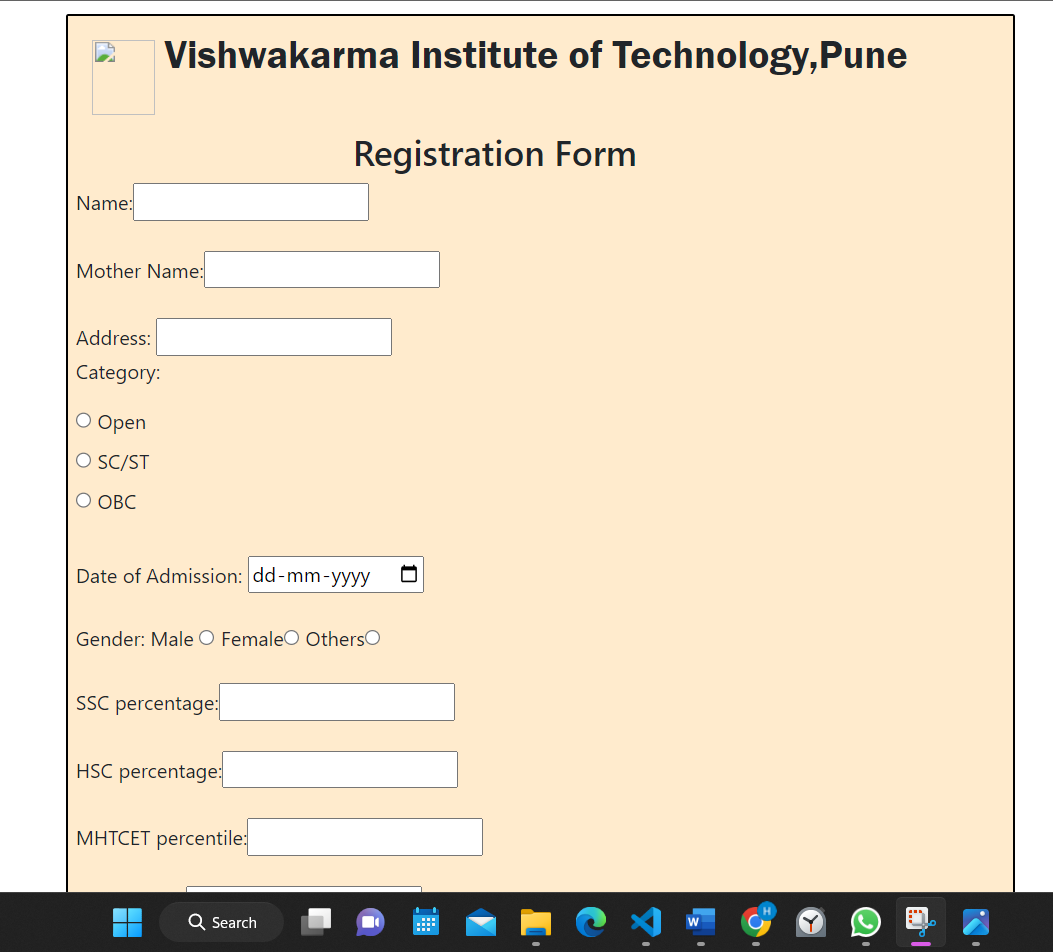 Vishwakarma Institute of Technology,Pune
Registration Form
Name:
Mother Name:
Address:
Category:
Open
SC/ST
OBC
Date of Admission: dd-mm-yyyy
Gender: Male Female Others
SSC percentage:
HSC percentage:
MHTCET percentile:
Search
H
W